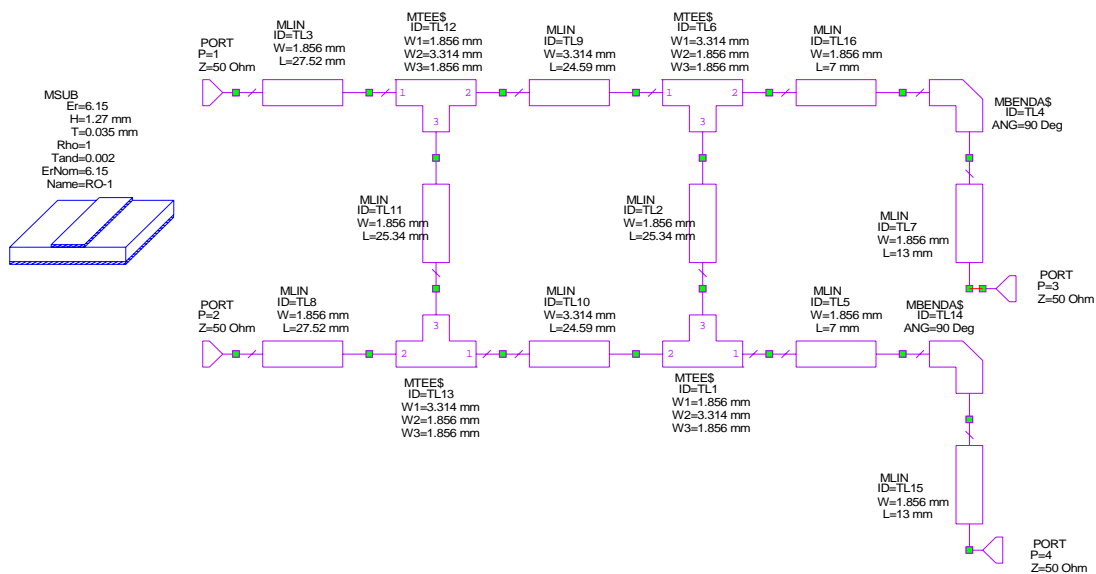 MLIN
ID=TL3
W=1.856 mm
L=27.52 mm
MTEE$
ID=TL12
W1=1.856 mm
W2=3.314 mm
W3=1.856 mm
MLIN
ID=TL9
W=3.314 mm
L=24.59 mm
MTEE$
ID=TL6
W1=3.314 mm
W2=1.856 mm
W3=1.856 mm
MLIN
ID=TL16
W=1.856 mm
L=7 mm
PORT
P=1
Z=50 Ohm
1
2
3
1
2
3
MBENDA$
ID=TL4
ANG=90 Deg
MSUB
Er=6.15
H=1.27 mm
T=0.035 mm
Rho=1
Tand=0.002
ErNom=6.15
Name=RO-1
MLIN
ID=TL11
W=1.856 mm
L=25.34 mm
MLIN
ID=TL2
W=1.856 mm
L=25.34 mm
MLIN
ID=TL7
W=1.856 mm
L=13 mm
PORT
P=3
Z=50 Ohm
PORT
P=2
Z=50 Ohm
MLIN
ID=TL8
W=1.856 mm
L=27.52 mm
3
2
1
MLIN
ID=TL10
W=3.314 mm
L=24.59 mm
3
2
1
MLIN
ID=TL5
W=1.856 mm
L=7 mm
MBENDA$
ID=TL14
ANG=90 Deg
MTEE$
ID=TL13
W1=3.314 mm
W2=1.856 mm
W3=1.856 mm
MTEE$
ID=TL1
W1=1.856 mm
W2=3.314 mm
W3=1.856 mm
MLIN
ID=TL15
W=1.856 mm
L=13 mm
PORT
P=4
Z=50 Ohm